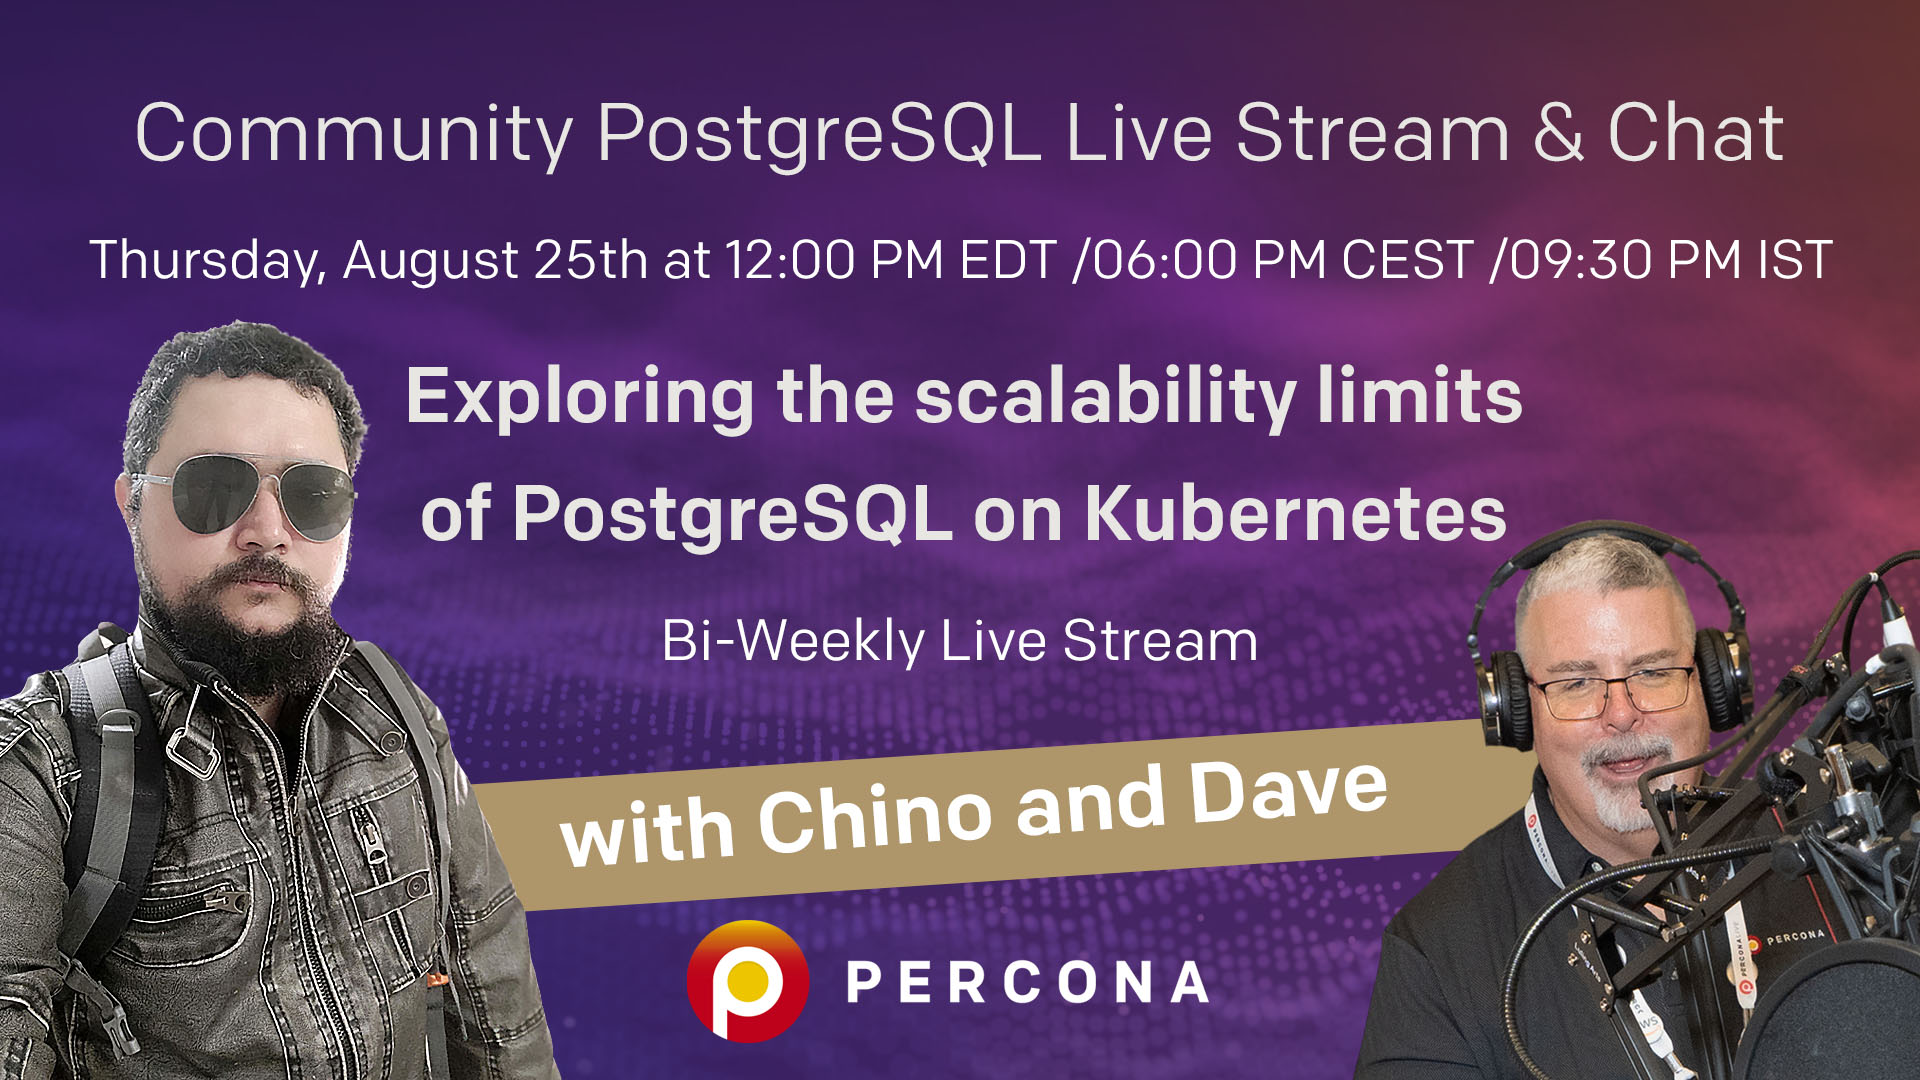 Community PostgreSQL Live Stream & Chat
Thursday, August 25th at 12:00 PM EDT /06:00 PM CEST /09:30 PM IST
Exploring the scalability limits
of PostgreSQL on Kubernetes
Bi-Weekly Live Stream
with Chino and Dave
PERCONA
PERCONA
PERCONA